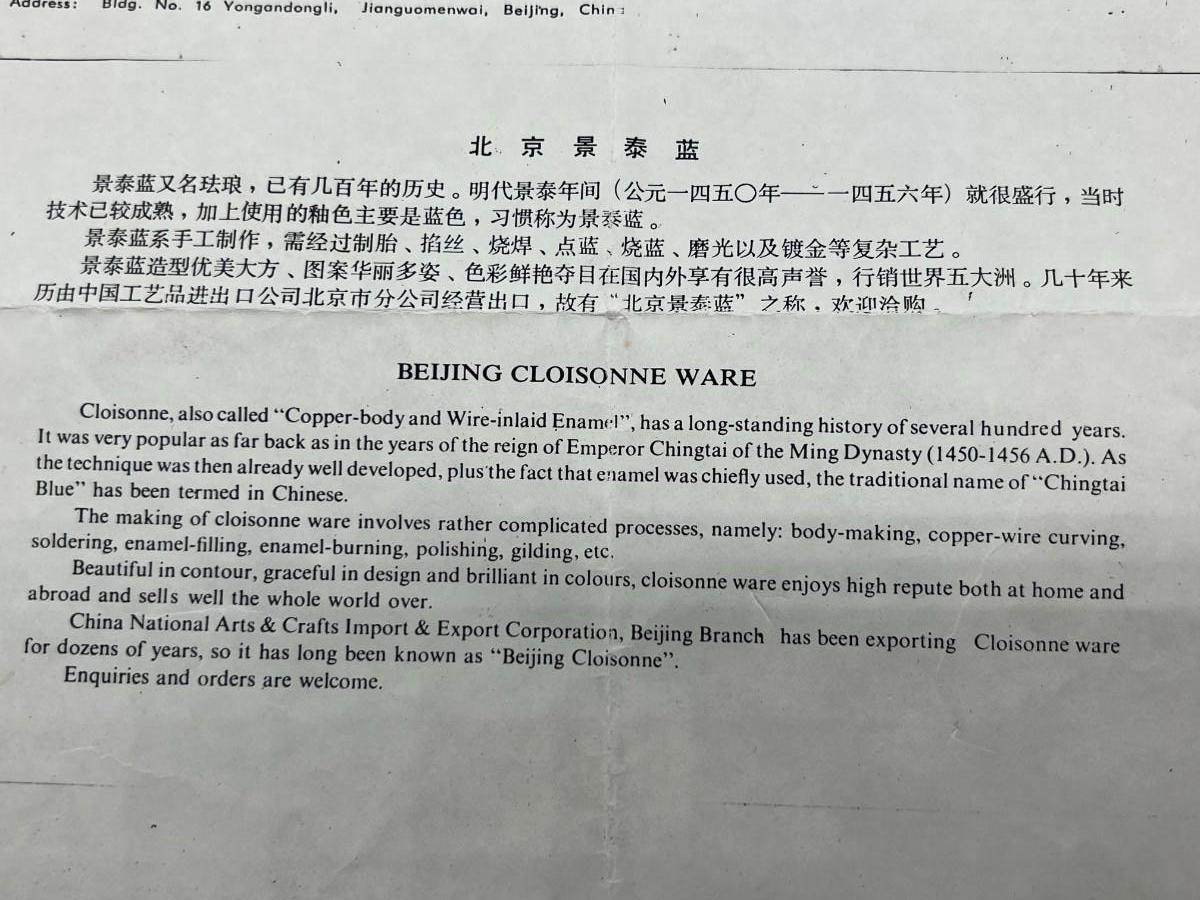 Address: Bldg. No. 16 Yongandongli, Jianguomenwai, Beijing, Chin
北京景泰蓝
景泰蓝又名珐琅，已有几百年的历史。明代景泰年间（公元一四五〇年——一四五六年）就很盛行，当时
技术已较成熟，加上使用的釉色主要是蓝色，习惯称为景泰蓝。
景泰蓝系手工制作，需经过制胎、掐丝、烧焊、点蓝、烧蓝、磨光以及镀金等复杂工艺。
景泰蓝造型优美大方、图案华丽多姿、色彩鲜艳夺目在国内外享有很高声誉，行销世界五大洲。几十年来
历由中国工艺品进出口公司北京市分公司经营出口，故有“北京景泰蓝”之称，欢迎洽购。
BEIJING CLOISONNE WARE
Cloisonne, also called “Copper-body and Wire-inlaid Enamel”, has a long-standing history of several hundred years.
It was very popular as far back as in the years of the reign of Emperor Chingtai of the Ming Dynasty (1450-1456 A.D.). As
the technique was then already well developed, plus the fact that enamel was chiefly used, the traditional name of “Chingtai
Blue” has been termed in Chinese.
The making of cloisonne ware involves rather complicated processes, namely: body-making, copper-wire curving,
soldering, enamel-filling, enamel-burning, polishing, gilding, etc.
Beautiful in contour, graceful in design and brilliant in colours, cloisonne ware enjoys high repute both at home and
abroad and sells well the whole world over.
China National Arts & Crafts Import & Export Corporation, Beijing Branch has been exporting Cloisonne ware
for dozens of years, so it has long been known as “Beijing Cloisonne”.
Enquiries and orders are welcome.